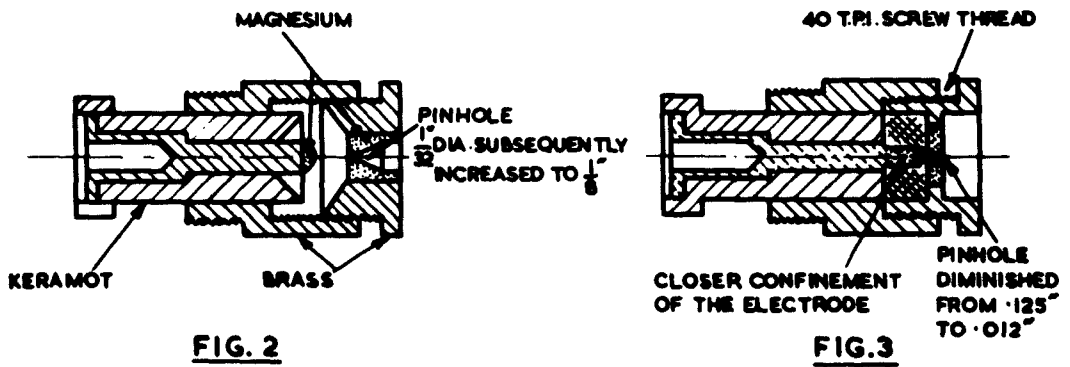 MAGNESIUM
PINHOLE
1/32" DIA. SUBSEQUENTLY
INCREASED TO 1/8"
KERAMOT
BRASS
FIG. 2
40 T.P.I. SCREW THREAD
CLOSER CONFINEMENT
OF THE ELECTRODE
PINHOLE
DIMINISHED
FROM ·125"
TO ·012"
FIG.3